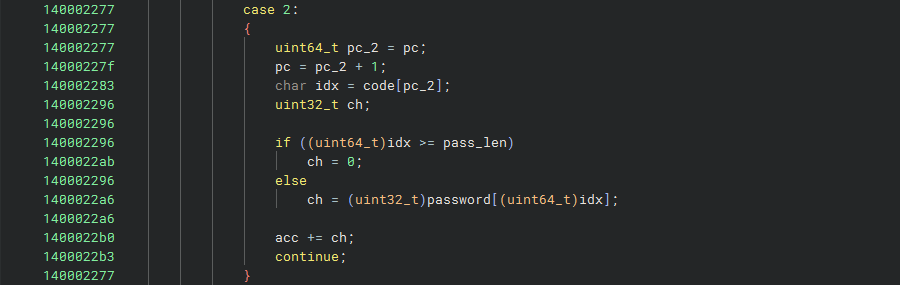 140002277 case 2:
140002277 {
140002277 uint64_t pc_2 = pc;
14000227f pc = pc_2 + 1;
140002283 char idx = code[pc_2];
140002296 uint32_t ch;
140002296
140002296 if ((uint64_t)idx >= pass_len)
1400022ab ch = 0;
140002296 else
1400022a6 ch = (uint32_t)password[(uint64_t)idx];
1400022a6
1400022b0 acc += ch;
1400022b3 continue;
140002277 }